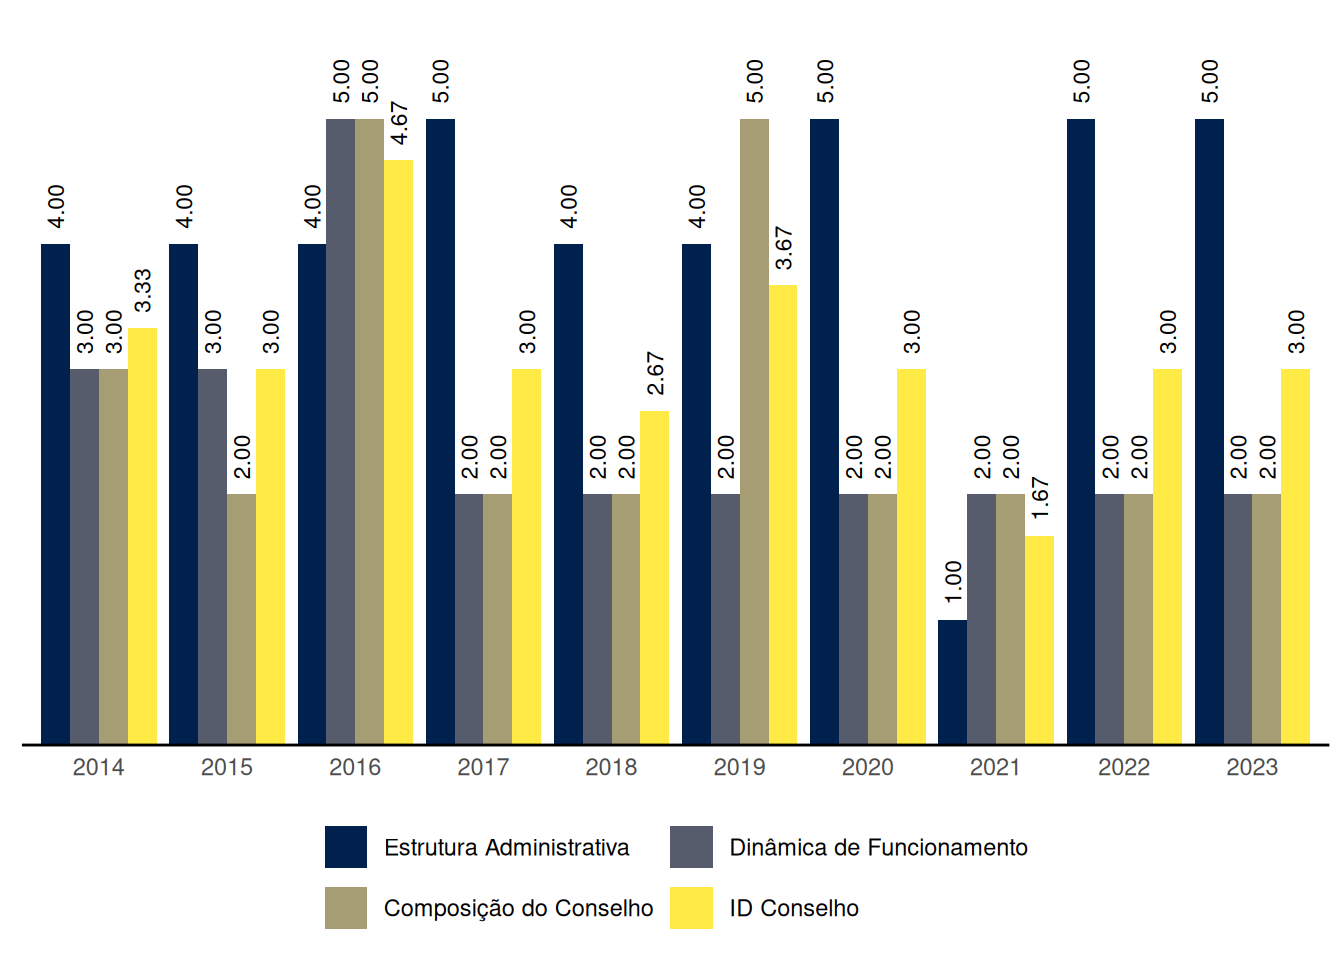 4.00 3.00 3.00 3.33
4.00 3.00 2.00 3.00
4.00 5.00 5.00 4.67
5.00 2.00 2.00 3.00
4.00 2.00 2.00 2.67
4.00 2.00 5.00 3.67
5.00 2.00 2.00 3.00
1.00 2.00 2.00 1.67
5.00 2.00 2.00 3.00
5.00 2.00 2.00 3.00
2014 2015 2016 2017 2018 2019 2020 2021 2022 2023
Estrutura Administrativa Dinâmica de Funcionamento
Composição do Conselho ID Conselho